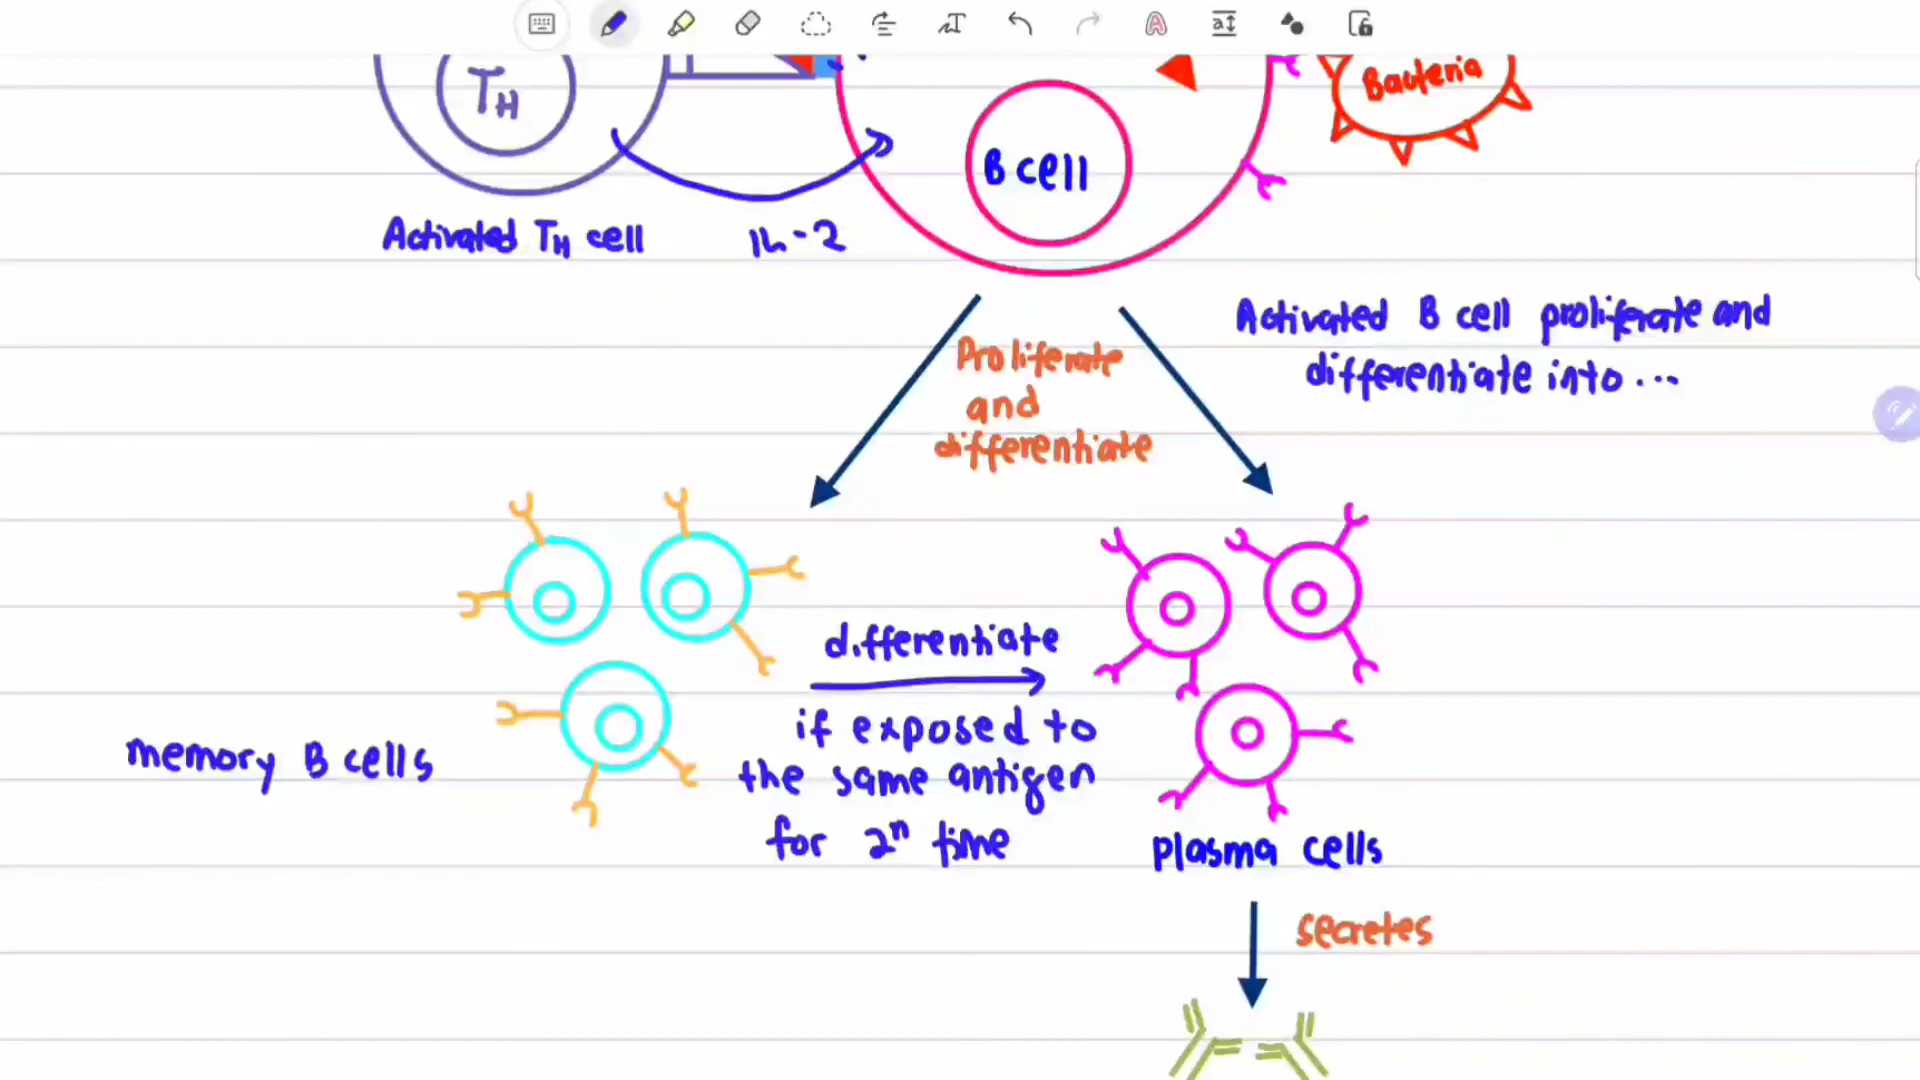 TH
Bacteria
B cell
Activated TH cell
IL-2
Activated B cell proliferate and
differentiate into...
Proliferate
and
differentiate
differentiate
if exposed to
the same antigen
for 2n time
memory B cells
plasma cells
secretes